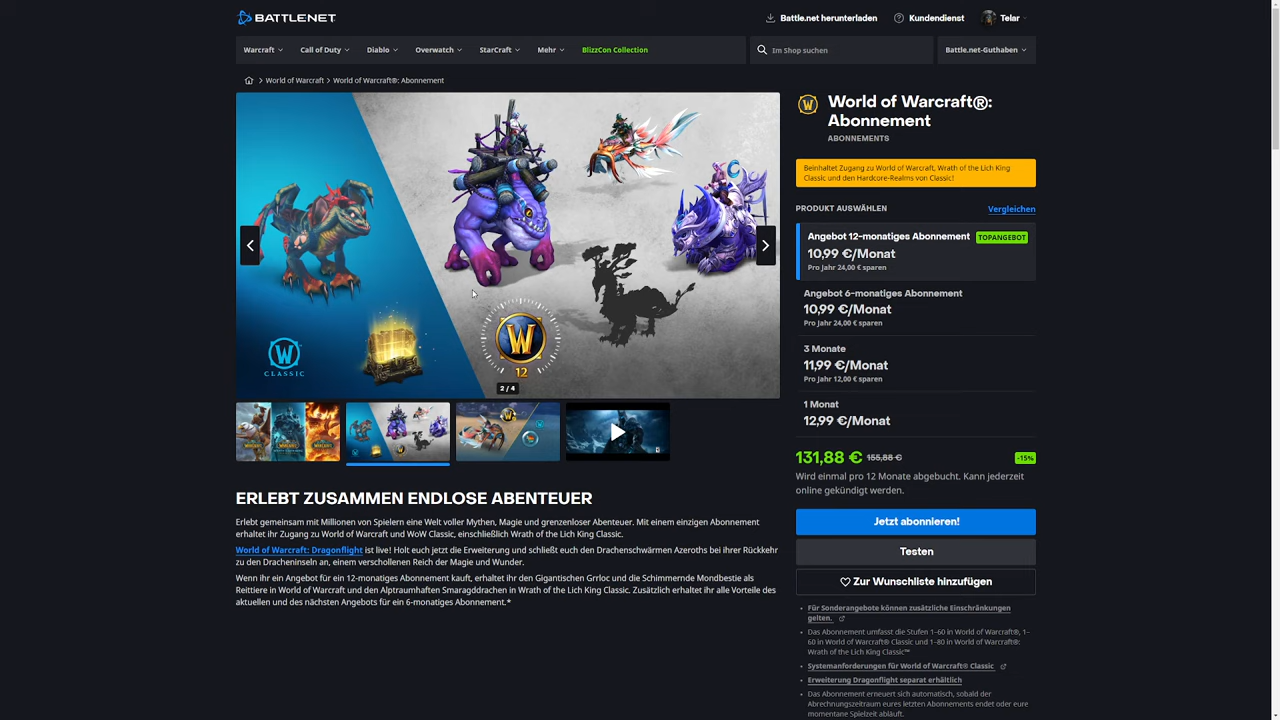 BATTLENET
Battle.net herunterladen
Kundendienst
Telar
Warcraft
Call of Duty
Diablo
Overwatch
StarCraft
Mehr
BlizzCon Collection
Im Shop suchen
Battle.net-Guthaben
World of Warcraft
World of Warcraft®: Abonnement
CLASSIC
12
2 / 4
ERLEBT ZUSAMMEN ENDLOSE ABENTEUER
Erlebt gemeinsam mit Millionen von Spielern eine Welt voller Mythen, Magie und grenzenloser Abenteuer. Mit einem einzigen Abonnement
erhaltet ihr Zugang zu World of Warcraft und WoW Classic, einschließlich Wrath of the Lich King Classic.
World of Warcraft: Dragonflight ist live! Holt euch jetzt die Erweiterung und schließt euch den Drachenschwärmen Azeroths bei ihrer Rückkehr
zu den Dracheninseln an, einem verschollenen Reich der Magie und Wunder.
Wenn ihr ein Angebot für ein 12-monatiges Abonnement kauft, erhaltet ihr den Gigantischen Grrloc und die Schimmernde Mondbestie als
Reittiere in World of Warcraft und den Alptraumhaften Smaragddrachen in Wrath of the Lich King Classic. Zusätzlich erhaltet ihr alle Vorteile des
aktuellen und des nächsten Angebots für ein 6-monatiges Abonnement.*
World of Warcraft®:
Abonnement
ABONNEMENTS
Beinhaltet Zugang zu World of Warcraft, Wrath of the Lich King
Classic und den Hardcore-Realms von Classic!
PRODUKT AUSWÄHLEN
Vergleichen
Angebot 12-monatiges Abonnement
TOPANGEBOT
10,99 €/Monat
Pro Jahr 24,00 € sparen
Angebot 6-monatiges Abonnement
10,99 €/Monat
Pro Jahr 24,00 € sparen
3 Monate
11,99 €/Monat
Pro Jahr 12,00 € sparen
1 Monat
12,99 €/Monat
131,88 € 155,88 €
-15%
Wird einmal pro 12 Monate abgebucht. Kann jederzeit
online gekündigt werden.
Jetzt abonnieren!
Testen
Zur Wunschliste hinzufügen
Für Sonderangebote können zusätzliche Einschränkungen
gelten.
Das Abonnement umfasst die Stufen 1–60 in World of Warcraft®, 1–
60 in World of Warcraft® Classic und 1–80 in World of Warcraft®:
Wrath of the Lich King Classic™
Systemanforderungen für World of Warcraft® Classic
Erweiterung Dragonflight separat erhältlich
Das Abonnement erneuert sich automatisch, sobald der
Abrechnungszeitraum eures letzten Abonnements endet oder eure
momentane Spielzeit abläuft.